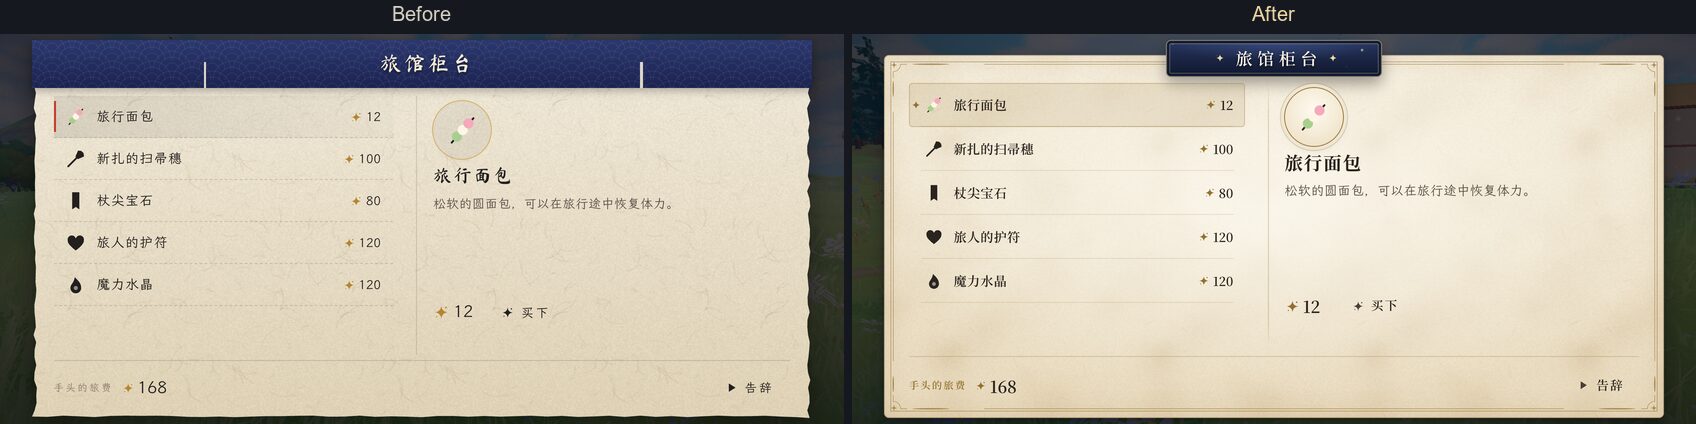 Before
旅馆柜台
旅行面包 12
新扎的扫帚穗 100
杖尖宝石 80
旅人的护符 120
魔力水晶 120
旅行面包
松软的圆面包，可以在旅行途中恢复体力。
12 买下
手头的旅费 168
告辞
After
旅馆柜台
旅行面包 12
新扎的扫帚穗 100
杖尖宝石 80
旅人的护符 120
魔力水晶 120
旅行面包
松软的圆面包，可以在旅行途中恢复体力。
12 买下
手头的旅费 168
告辞